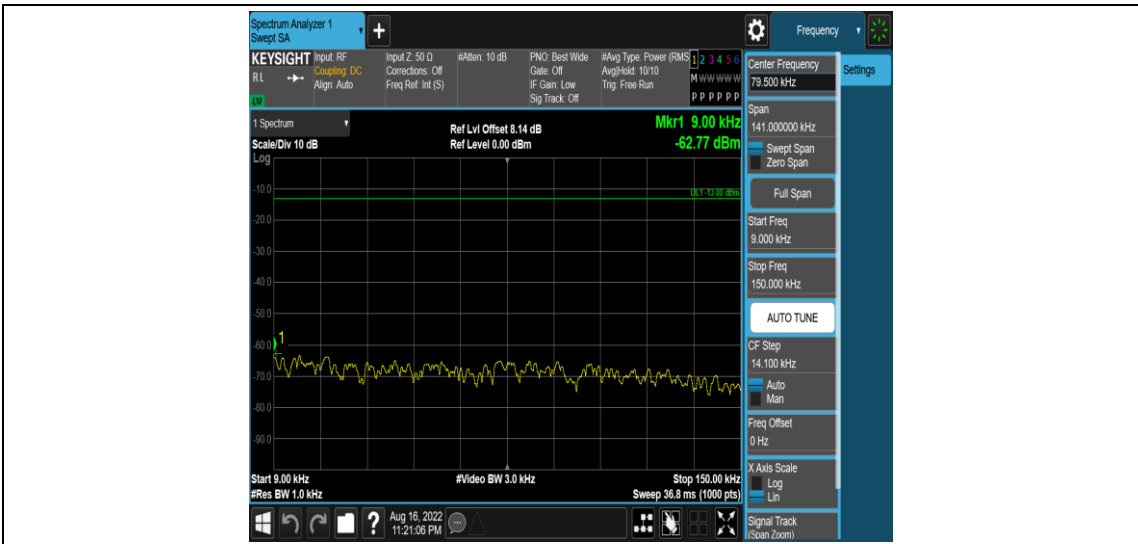 Spectrum Analyzer 1
Swept SA
+
Frequency
KEYSIGHT
RL
LXI
Input: RF
Coupling: DC
Align: Auto
Input Z: 50 Ω
Corrections: Off
Freq Ref: Int (S)
#Atten: 10 dB
PNO: Best Wide
Gate: Off
IF Gain: Low
Sig Track: Off
#Avg Type: Power (RMS
Avg|Hold: 10/10
Trig: Free Run
1 2 3 4 5 6
M W W W W W
P P P P P P
1 Spectrum
Scale/Div 10 dB
Log
Ref Lvl Offset 8.14 dB
Ref Level 0.00 dBm
Mkr1 9.00 kHz
-62.77 dBm
DL1 -13.00 dBm
-10.0
-20.0
-30.0
-40.0
-50.0
-60.0
-70.0
-80.0
-90.0
1
Start 9.00 kHz
#Res BW 1.0 kHz
#Video BW 3.0 kHz
Stop 150.00 kHz
Sweep 36.8 ms (1000 pts)
Aug 16, 2022
11:21:06 PM
?
Center Frequency
79.500 kHz
Settings
Span
141.000000 kHz
Swept Span
Zero Span
Full Span
Start Freq
9.000 kHz
Stop Freq
150.000 kHz
AUTO TUNE
CF Step
14.100 kHz
Auto
Man
Freq Offset
0 Hz
X Axis Scale
Log
Lin
Signal Track
(Span Zoom)